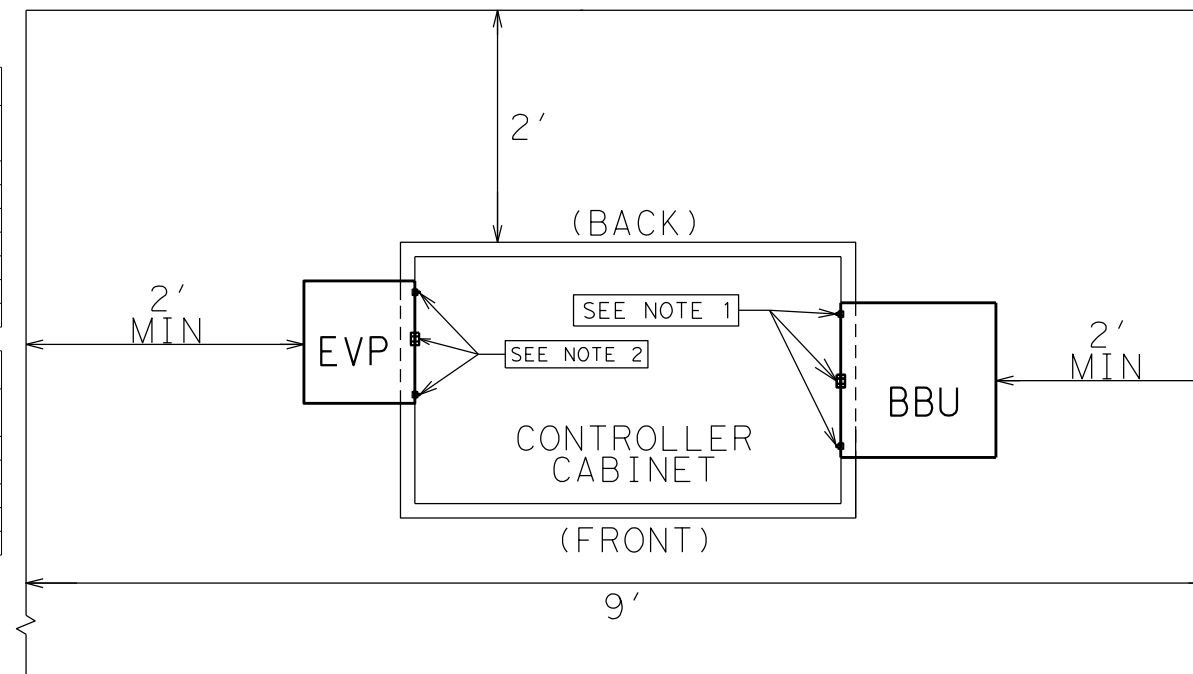 2'
(BACK)
2'
MIN
SEE NOTE 1
EVP
SEE NOTE 2
2'
MIN
BBU
CONTROLLER
CABINET
(FRONT)
9'